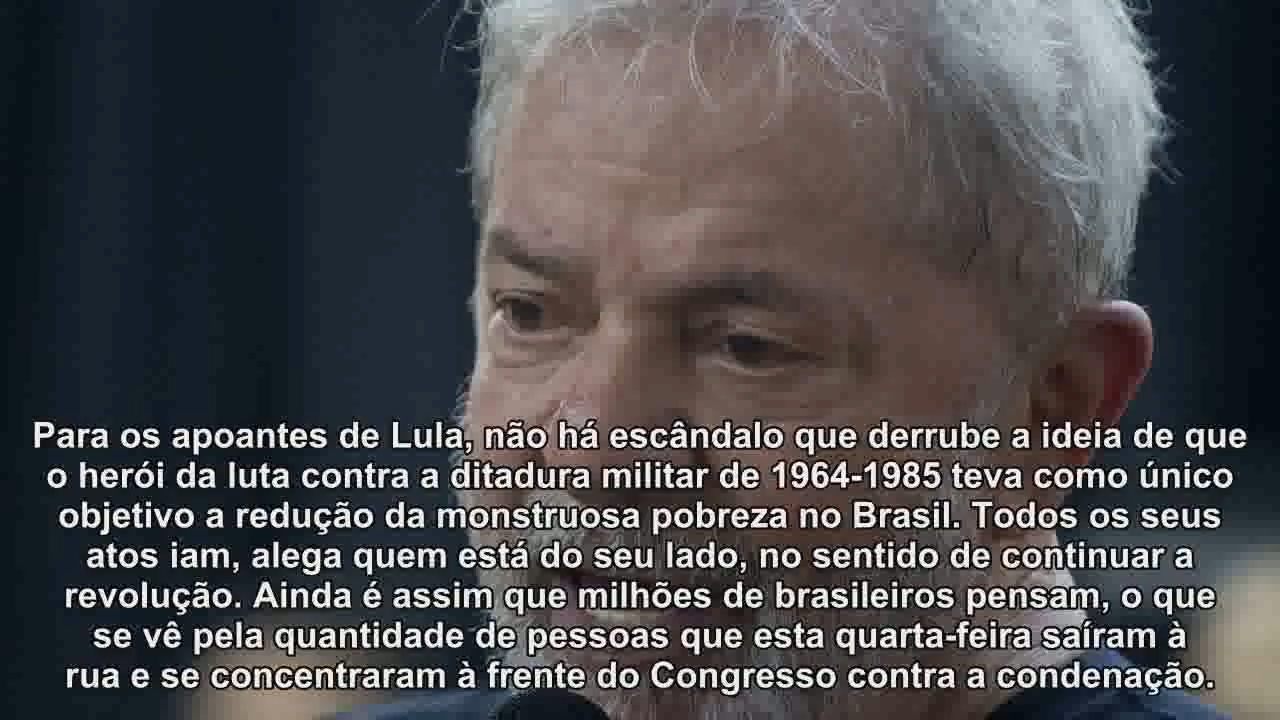 Para os apoantes de Lula, não há escândalo que derrube a ideia de que
o herói da luta contra a ditadura militar de 1964-1985 teva como único
objetivo a redução da monstruosa pobreza no Brasil. Todos os seus
atos iam, alega quem está do seu lado, no sentido de continuar a
revolução. Ainda é assim que milhões de brasileiros pensam, o que
se vê pela quantidade de pessoas que esta quarta-feira saíram à
rua e se concentraram à frente do Congresso contra a condenação.